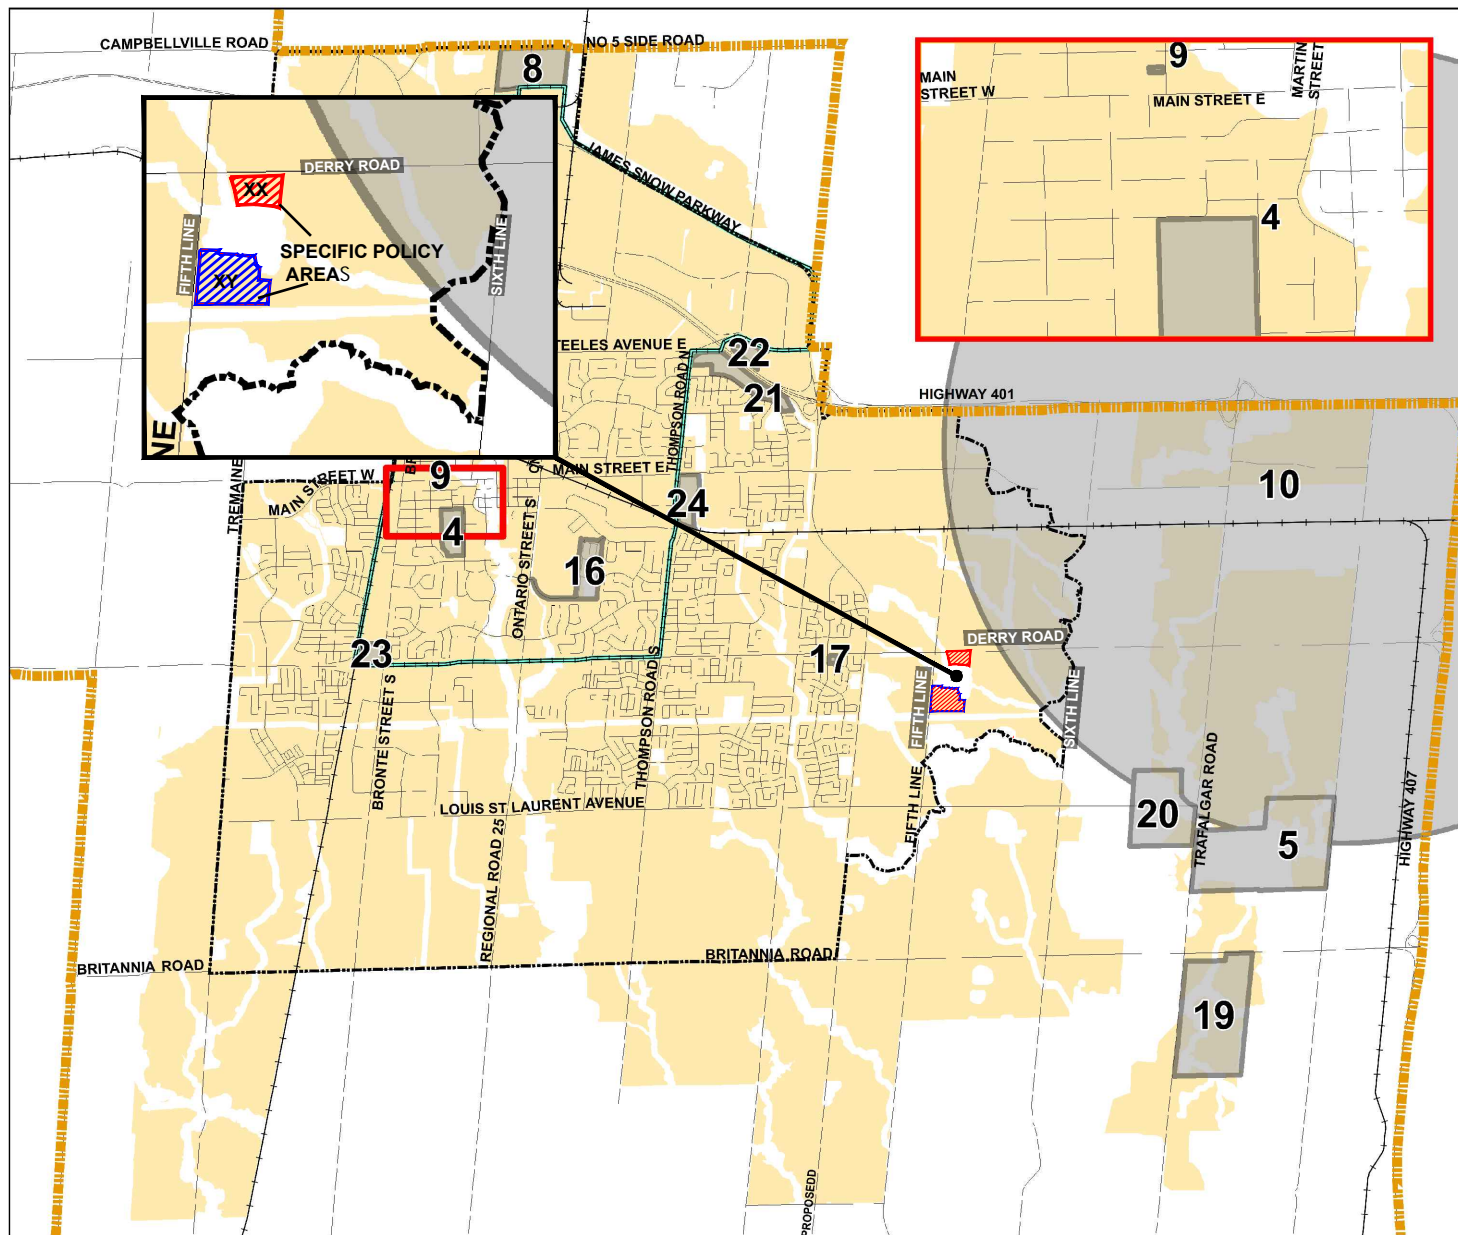 CAMPBELLVILLE ROAD
NO 5 SIDE ROAD
8
JAMES SNOW PARKWAY
DERRY ROAD
XX
FIFTH LINE
SPECIFIC POLICY
AREAS
XY
SIXTH LINE
NE
9
MAIN
STREET W
MARTIN
STREET
MAIN STREET E
4
TEELES AVENUE E
22
21
THOMPSON ROAD N
HIGHWAY 401
MAIN STREET W
TREMAINE
BR
9
ON
MAIN STREET E
24
10
4
16
ONTARIO STREET S
23
17
DERRY ROAD
FIFTH LINE
SIXTH LINE
BRONTE STREET S
THOMPSON ROAD S
LOUIS ST LAURENT AVENUE
FIFTH LINE
20
TRAFALGAR ROAD
5
HIGHWAY 407
REGIONAL ROAD 25
BRITANNIA ROAD
BRITANNIA ROAD
19
PROPOSEDD